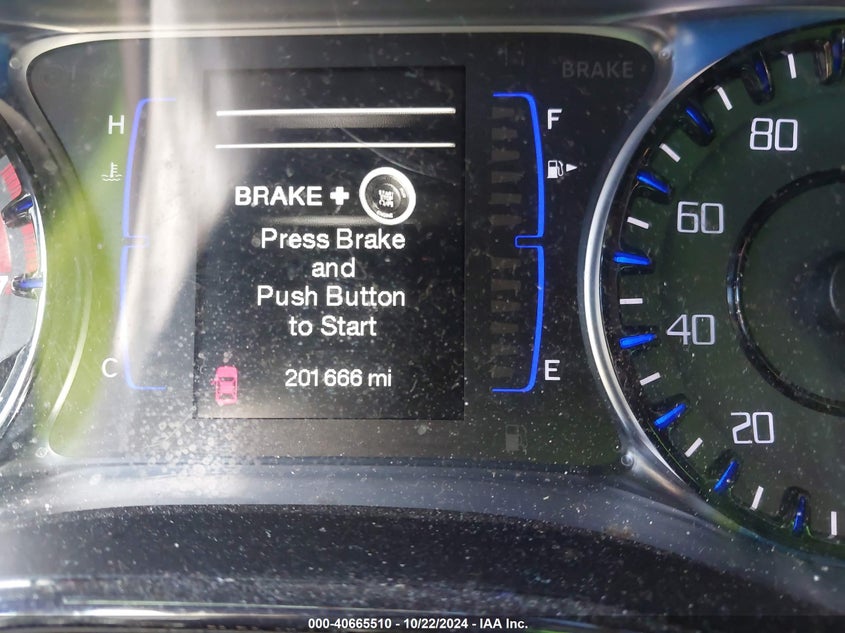 BRAKE
H
F
BRAKE +
Press Brake
and
Push Button
to Start
C
E
201 666 mi
80
60
40
20
000-40665510 - 10/22/2024 - IAA Inc.